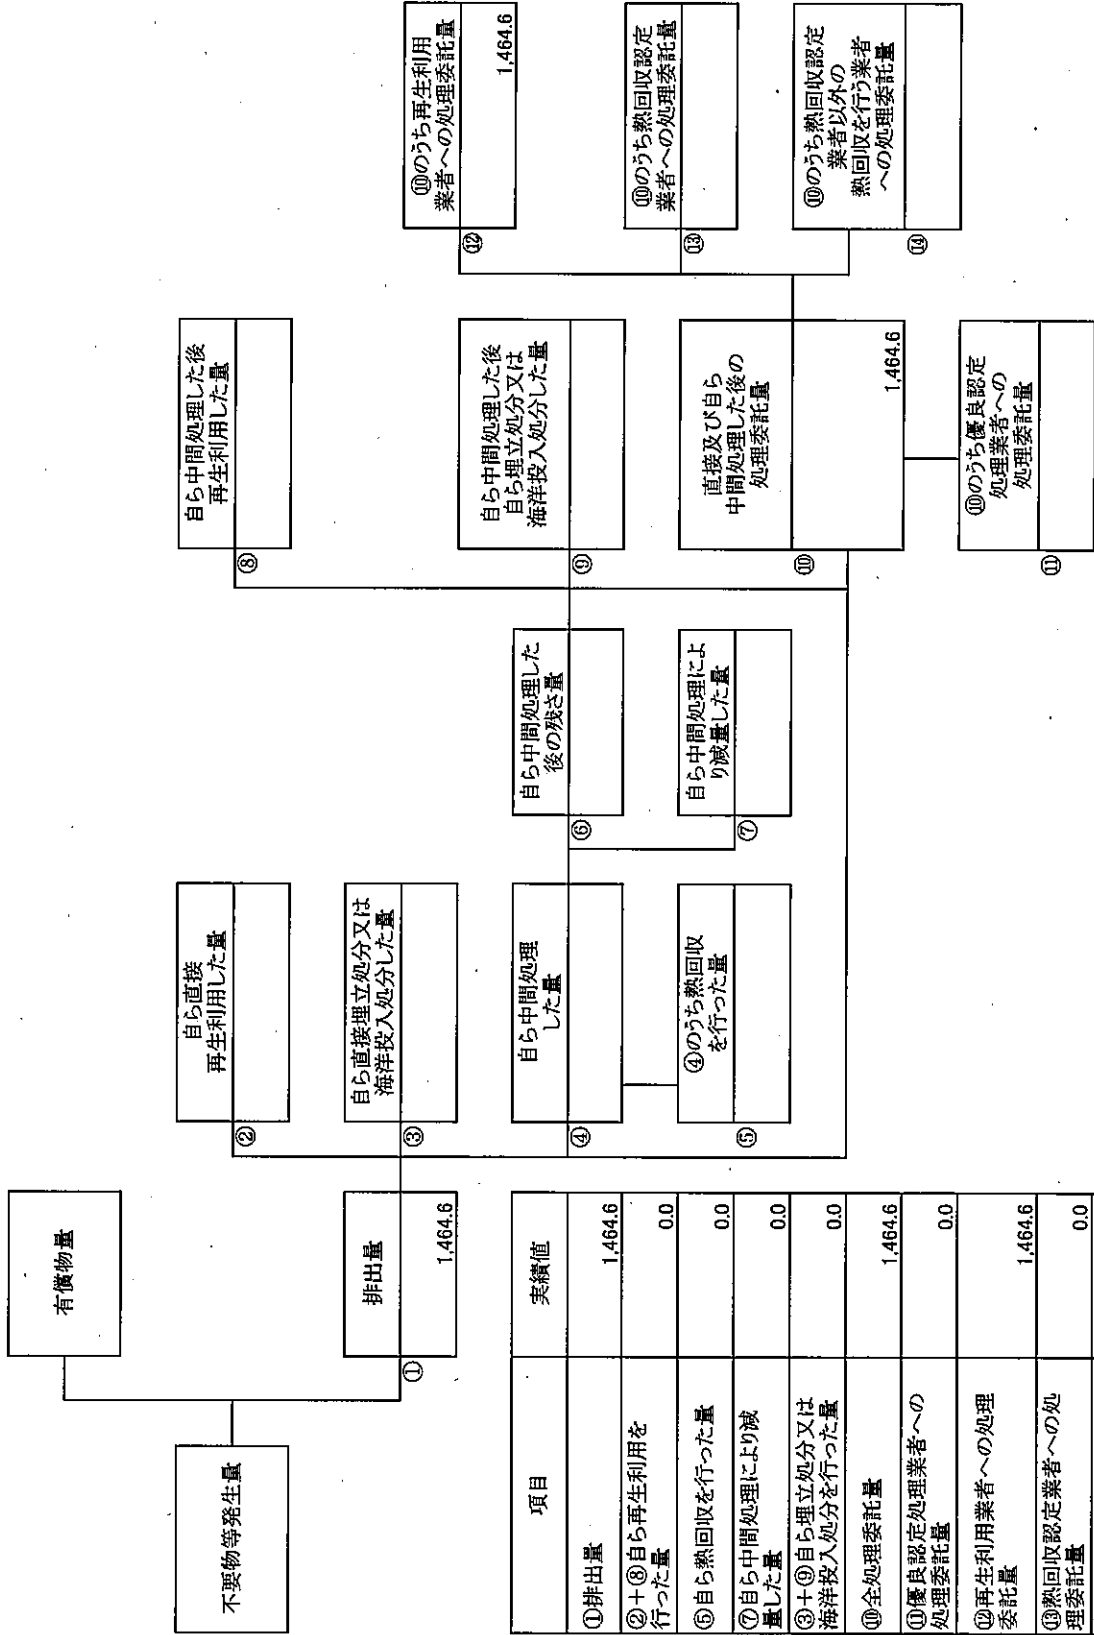 不要物等発生量
有償物量
①
排出量
1,464.6
②
自ら直接
再生利用した量
③
自ら直接埋立処分又は
海洋投入処分した量
④
自ら中間処理
した量
⑤
④のうち熱回収
を行った量
⑥
自ら中間処理した
後の残さ量
⑦
自ら中間処理によ
り減量した量
⑧
自ら中間処理した後
再生利用した量
⑨
自ら中間処理した後
自ら埋立処分又は
海洋投入処分した量
⑩
直接及び自ら
中間処理した後の
処理委託量
1,464.6
⑪
⑩のうち優良認定
処理業者への
処理委託量
⑫
⑩のうち再生利用
業者への処理委託量
1,464.6
⑬
⑩のうち熱回収認定
業者への処理委託量
⑭
⑩のうち熱回収認定
業者以外の
熱回収を行う業者
への処理委託量
項目 実績値
①排出量 1,464.6
②+⑧自ら再生利用を
行った量 0.0
⑤自ら熱回収を行った量 0.0
⑦自ら中間処理により減
量した量 0.0
③+⑨自ら埋立処分又は
海洋投入処分を行った量 0.0
⑩全処理委託量 1,464.6
⑪優良認定処理業者への
処理委託量 0.0
⑫再生利用業者への処理
委託量 1,464.6
⑬熱回収認定業者への処
理委託量 0.0